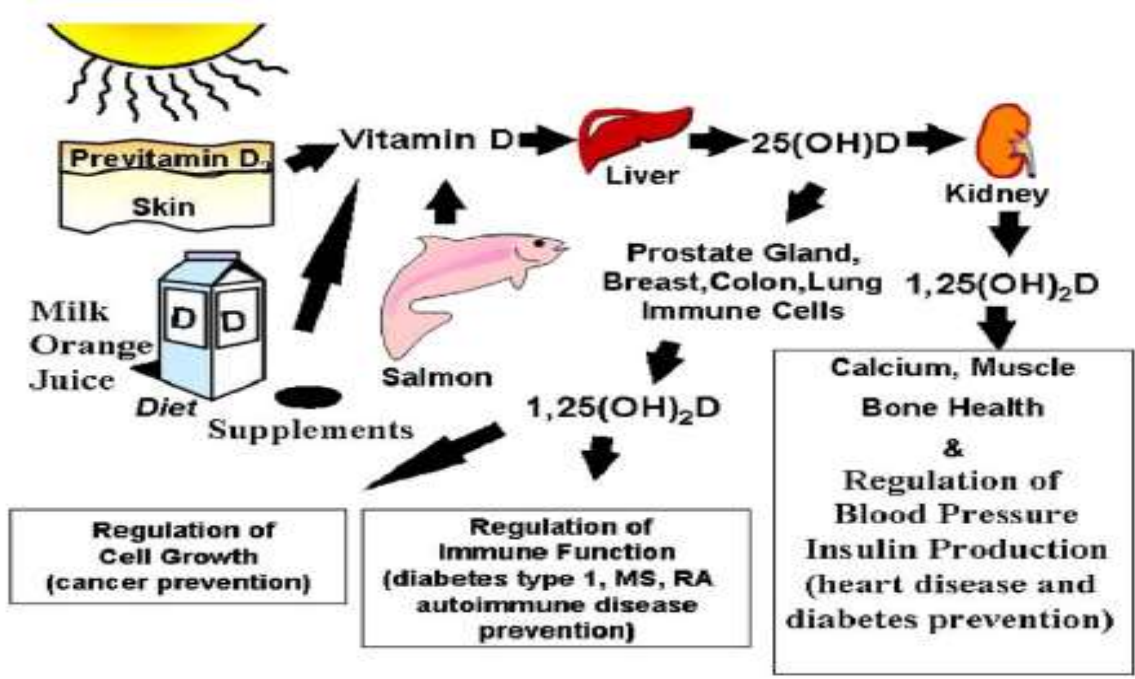 Previtamin D₃
Skin
Vitamin D
Liver
25(OH)D
Kidney
Prostate Gland,
Breast,Colon,Lung
Immune Cells
1,25(OH)₂D
Milk
Orange
Juice
D D
Diet
Supplements
Salmon
1,25(OH)₂D
Calcium, Muscle
Bone Health
&
Regulation of
Blood Pressure
Insulin Production
(heart disease and
diabetes prevention)
Regulation of
Cell Growth
(cancer prevention)
Regulation of
Immune Function
(diabetes type 1, MS, RA
autoimmune disease
prevention)